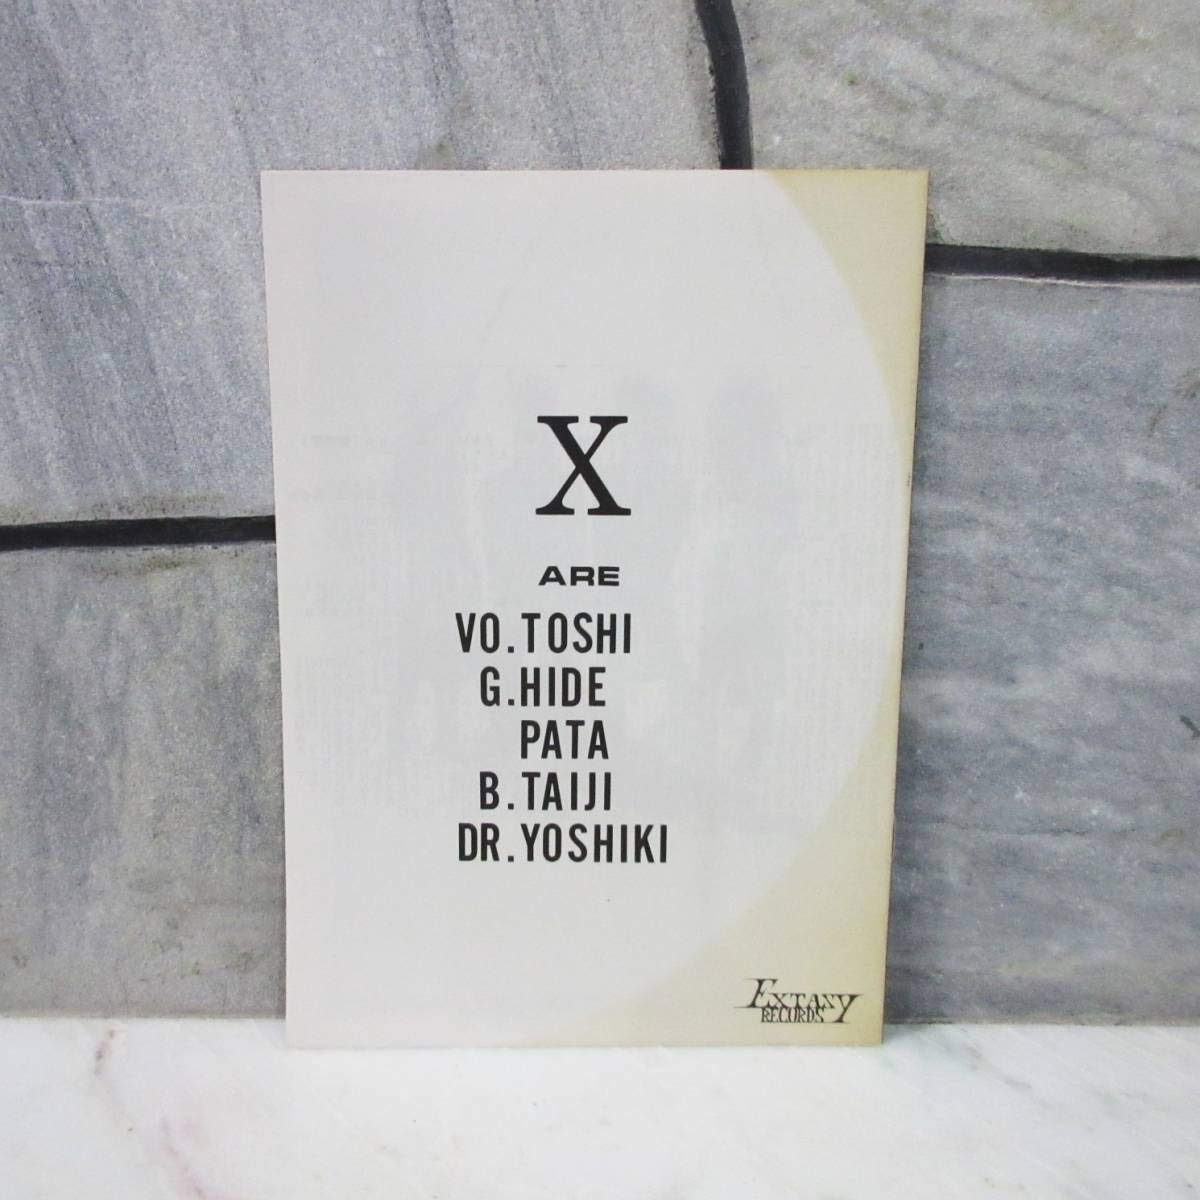 X
ARE
VO.TOSHI
G.HIDE
PATA
B.TAIJI
DR.YOSHIKI
EXTASY
RECORDS